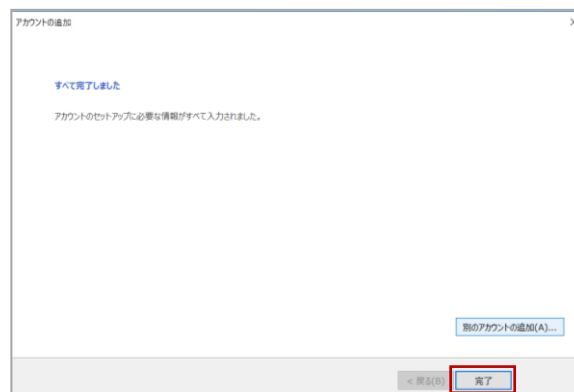 アカウントの追加
すべて完了しました
アカウントのセットアップに必要な情報がすべて入力されました。
別のアカウントの追加(A)...
< 戻る(B)
完了